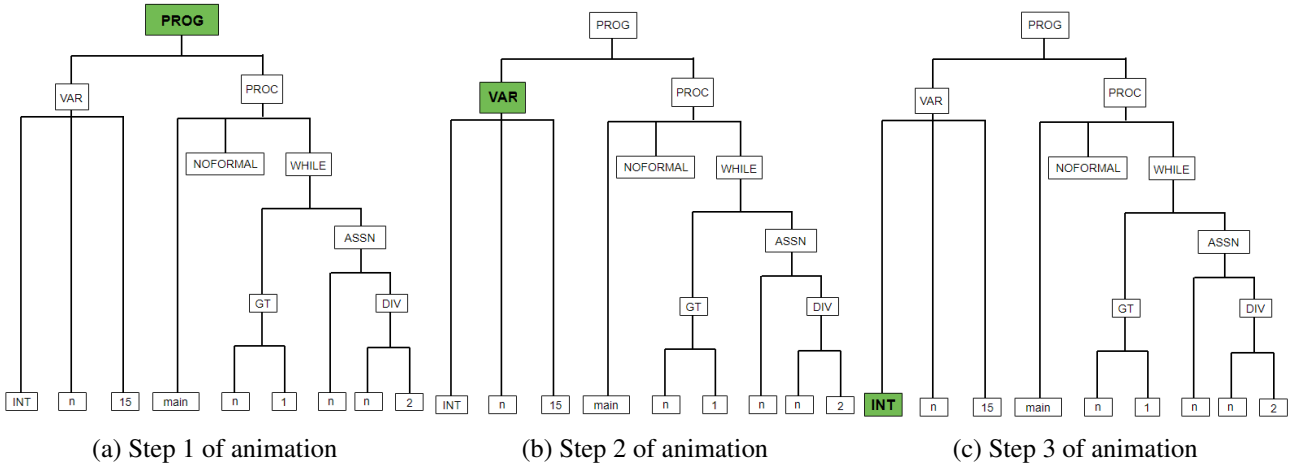 PROG
VAR
PROC
NOFORMAL
WHILE
ASSN
GT
DIV
INT n 15 main n 1 n n 2
(a) Step 1 of animation
PROG
VAR
PROC
NOFORMAL
WHILE
ASSN
GT
DIV
INT n 15 main n 1 n n 2
(b) Step 2 of animation
PROG
VAR
PROC
NOFORMAL
WHILE
ASSN
GT
DIV
INT n 15 main n 1 n n 2
(c) Step 3 of animation